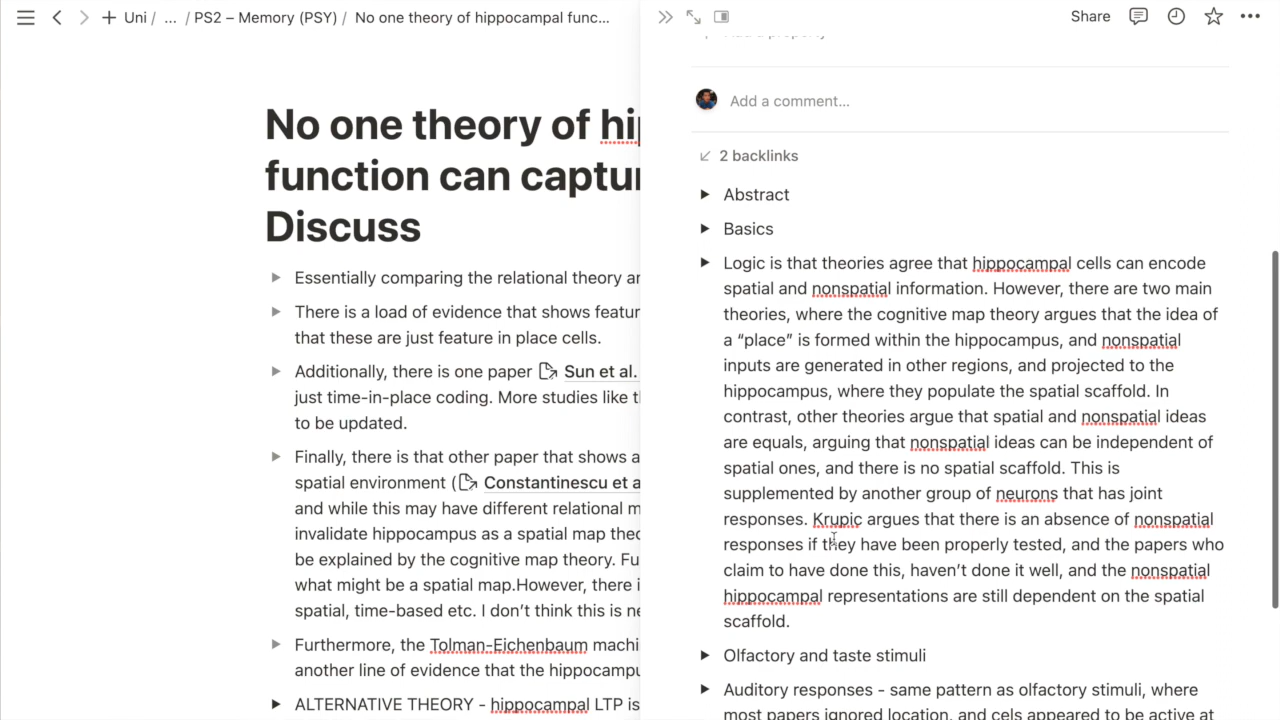 Uni / ... / PS2 – Memory (PSY) / No one theory of hippocampal func...
Share
No one theory of
function can
Discuss
Essentially comparing the relational theory
There is a load of evidence that shows
that these are just feature in place cells.
Additionally, there is one paper Sun et al.
just time-in-place coding. More studies like
to be updated.
Finally, there is that other paper that shows a
spatial environment ( Constantinescu et a
and while this may have different relational
invalidate hippocampus as a spatial map
be explained by the cognitive map theory.
what might be a spatial map.However, there
spatial, time-based etc. I don't think this is
Furthermore, the Tolman-Eichenbaum
another line of evidence that the
ALTERNATIVE THEORY - hippocampal LTP is
Add a comment...
2 backlinks
Abstract
Basics
Logic is that theories agree that hippocampal cells can encode
spatial and nonspatial information. However, there are two main
theories, where the cognitive map theory argues that the idea of
a “place” is formed within the hippocampus, and nonspatial
inputs are generated in other regions, and projected to the
hippocampus, where they populate the spatial scaffold. In
contrast, other theories argue that spatial and nonspatial ideas
are equals, arguing that nonspatial ideas can be independent of
spatial ones, and there is no spatial scaffold. This is
supplemented by another group of neurons that has joint
responses. Krupic argues that there is an absence of nonspatial
responses if they have been properly tested, and the papers who
claim to have done this, haven’t done it well, and the nonspatial
hippocampal representations are still dependent on the spatial
scaffold.
Olfactory and taste stimuli
Auditory responses - same pattern as olfactory stimuli, where
most papers ignored location, and cels appeared to be active at